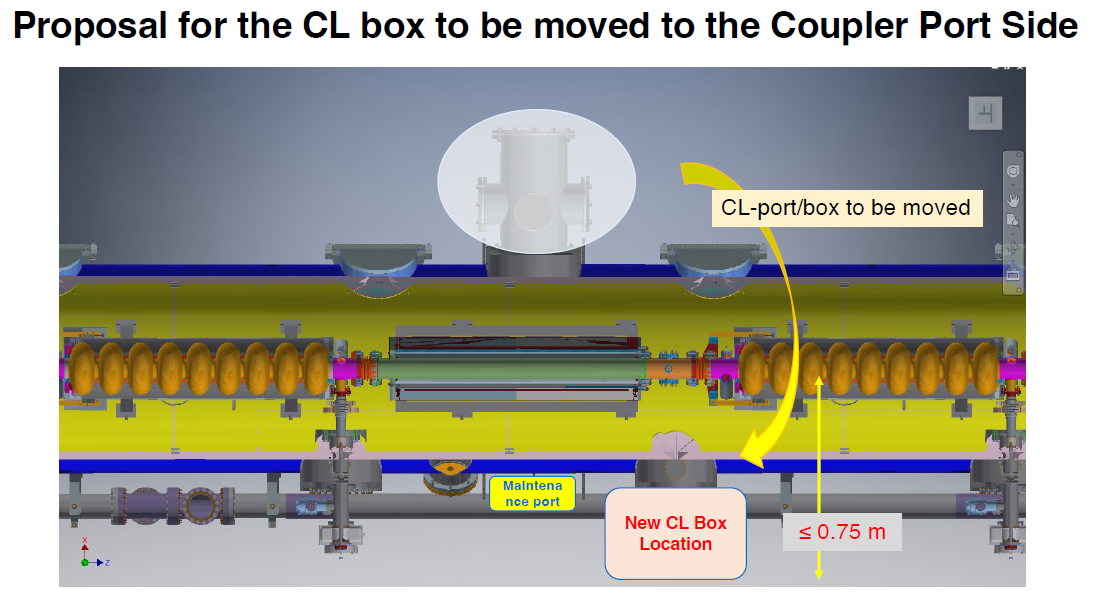 Proposal for the CL box to be moved to the Coupler Port Side
CL-port/box to be moved
MaIntena
nce port
New CL Box
Location
≤ 0.75 m
X
Z